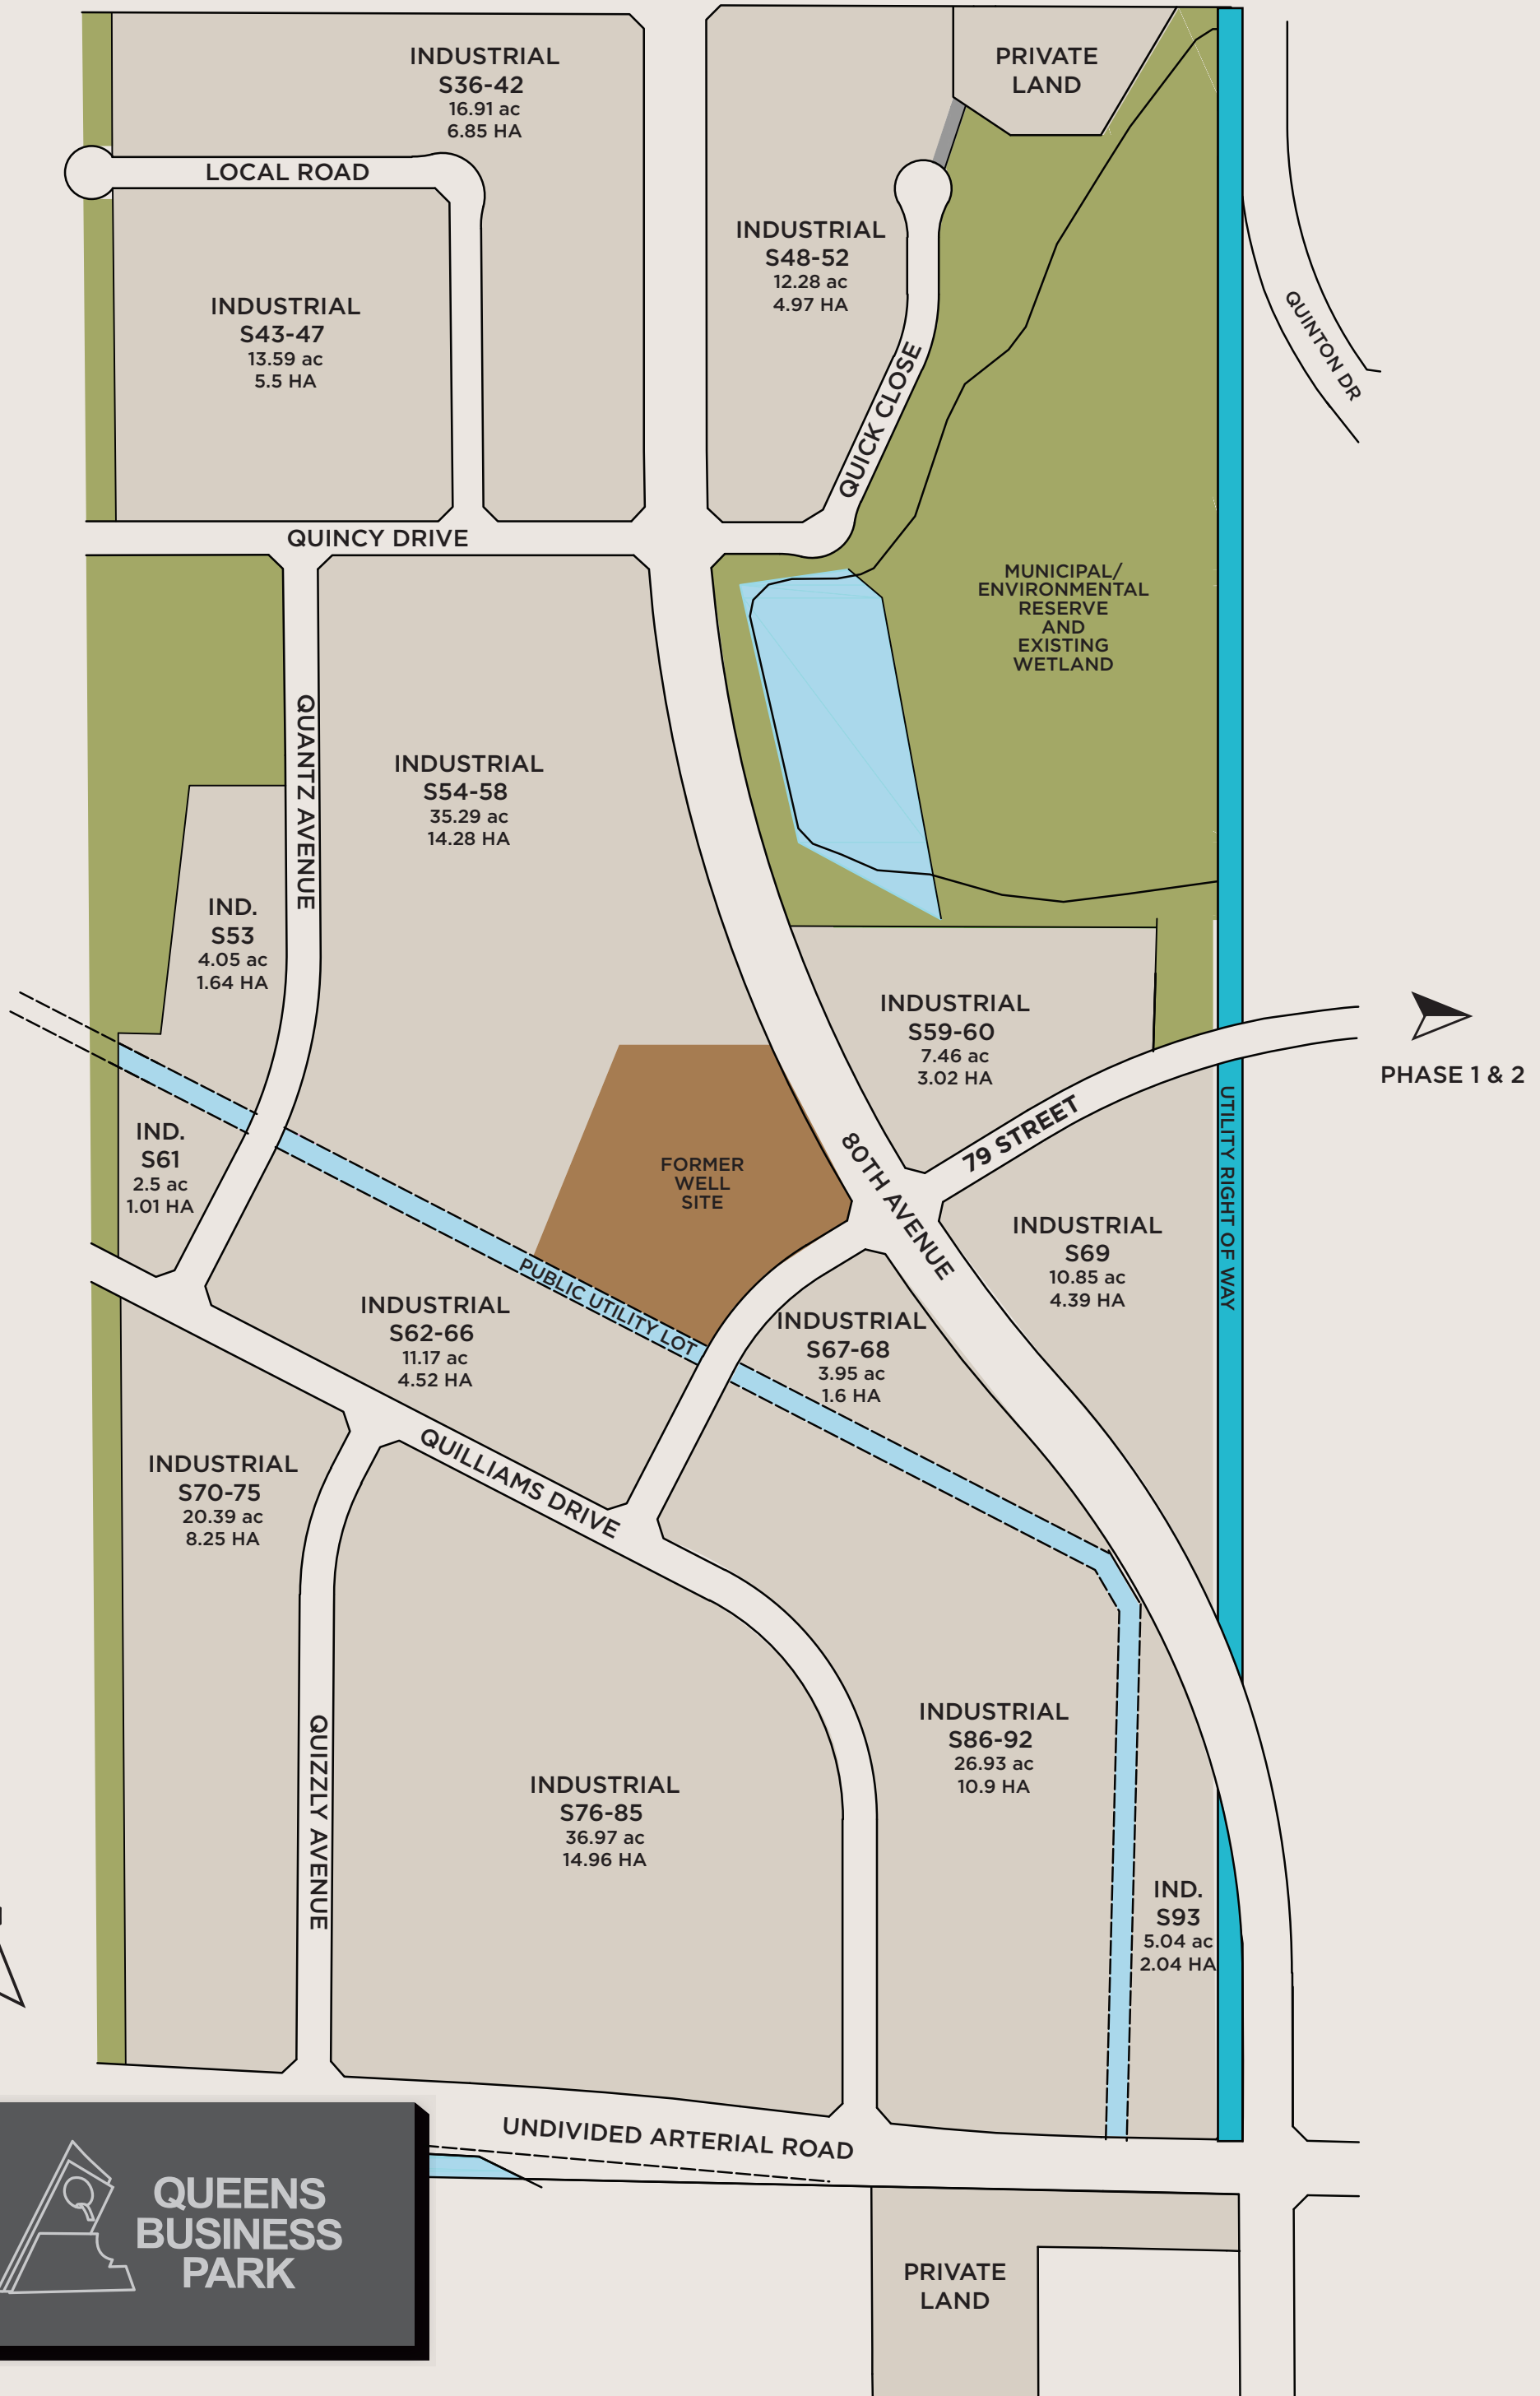 INDUSTRIAL
S36-42
16.91 ac
6.85 HA
PRIVATE
LAND
LOCAL ROAD
INDUSTRIAL
S48-52
12.28 ac
4.97 HA
INDUSTRIAL
S43-47
13.59 ac
5.5 HA
QUINTON DR
QUICK CLOSE
QUINCY DRIVE
MUNICIPAL/
ENVIRONMENTAL
RESERVE
AND
EXISTING
WETLAND
QUANTZ AVENUE
INDUSTRIAL
S54-58
35.29 ac
14.28 HA
IND.
S53
4.05 ac
1.64 HA
INDUSTRIAL
S59-60
7.46 ac
3.02 HA
PHASE 1 & 2
79 STREET
UTILITY RIGHT OF WAY
IND.
S61
2.5 ac
1.01 HA
FORMER
WELL
SITE
80TH AVENUE
INDUSTRIAL
S69
10.85 ac
4.39 HA
PUBLIC UTILITY LOT
INDUSTRIAL
S62-66
11.17 ac
4.52 HA
INDUSTRIAL
S67-68
3.95 ac
1.6 HA
QUILLIAMS DRIVE
INDUSTRIAL
S70-75
20.39 ac
8.25 HA
QUIZZLY AVENUE
INDUSTRIAL
S86-92
26.93 ac
10.9 HA
INDUSTRIAL
S76-85
36.97 ac
14.96 HA
IND.
S93
5.04 ac
2.04 HA
UNDIVIDED ARTERIAL ROAD
QUEENS
BUSINESS
PARK
PRIVATE
LAND